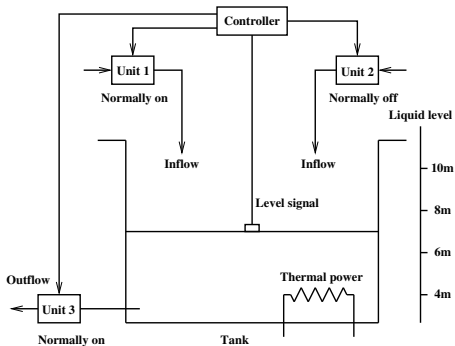 Controller
Unit 1
Unit 2
Normally on
Normally off
Liquid level
Inflow
Inflow
10m
Level signal
8m
6m
Thermal power
Outflow
4m
Unit 3
Normally on
Tank